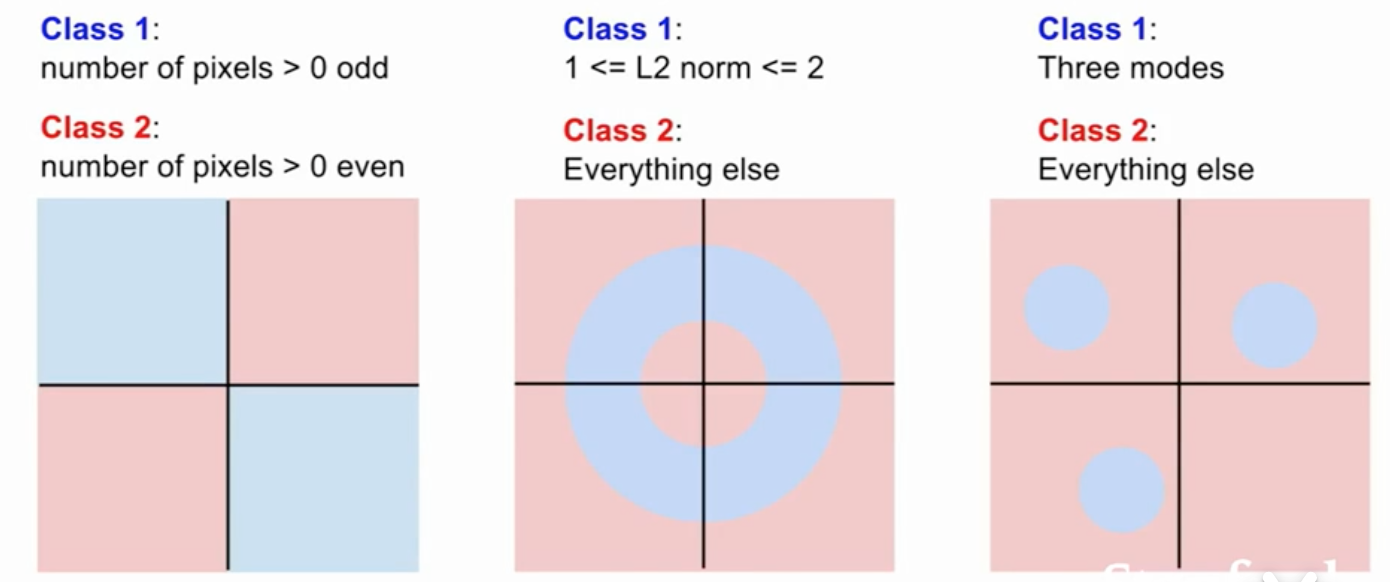 Class 1:
number of pixels > 0 odd
Class 2:
number of pixels > 0 even
Class 1:
1 <= L2 norm <= 2
Class 2:
Everything else
Class 1:
Three modes
Class 2:
Everything else